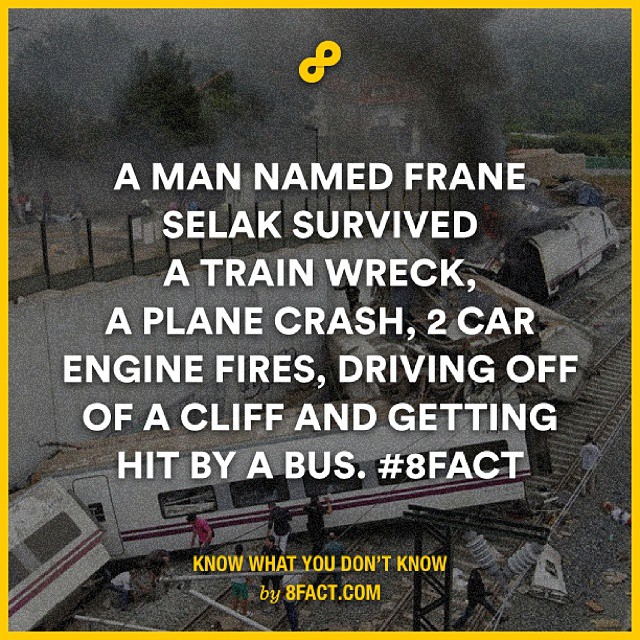 A MAN NAMED FRANE
SELAK SURVIVED
A TRAIN WRECK,
A PLANE CRASH, 2 CAR
ENGINE FIRES, DRIVING OFF
OF A CLIFF AND GETTING
HIT BY A BUS. #8FACT
KNOW WHAT YOU DON'T KNOW
by 8FACT.COM